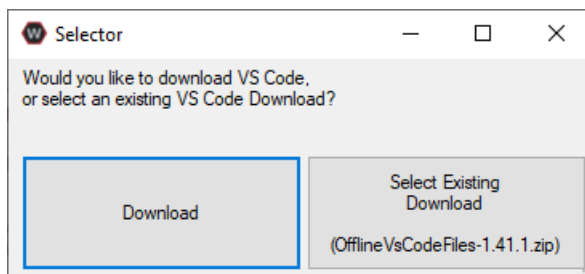 W Selector
Would you like to download VS Code,
or select an existing VS Code Download?
Download
Select Existing
Download
(OfflineVsCodeFiles-1.41.1.zip)